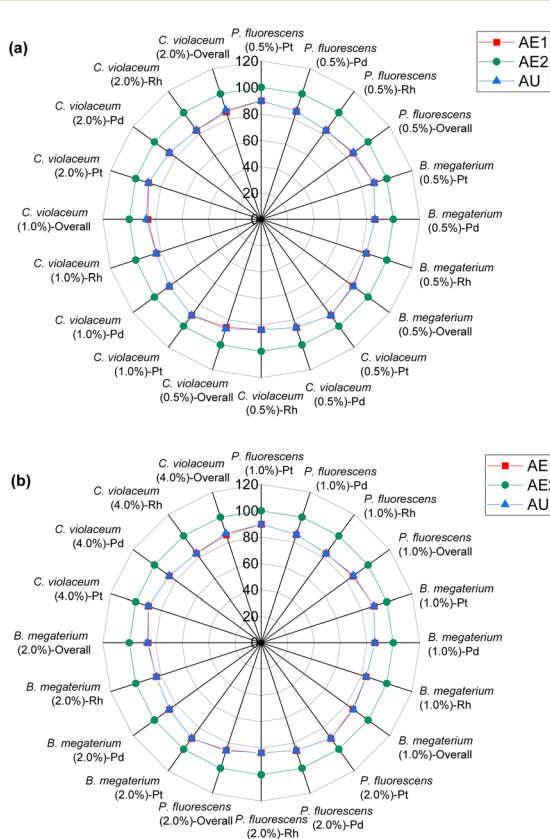 (a)
P. fluorescens
(0.5%)-Pt
P. fluorescens
(0.5%)-Pd
P. fluorescens
(0.5%)-Rh
P. fluorescens
(0.5%)-Overall
B. megaterium
(0.5%)-Pt
B. megaterium
(0.5%)-Pd
B. megaterium
(0.5%)-Rh
B. megaterium
(0.5%)-Overall
C. violaceum
(0.5%)-Pt
C. violaceum
(0.5%)-Pd
C. violaceum
(0.5%)-Rh
C. violaceum
(0.5%)-Overall
C. violaceum
(1.0%)-Pt
C. violaceum
(1.0%)-Pd
C. violaceum
(1.0%)-Rh
C. violaceum
(1.0%)-Overall
C. violaceum
(2.0%)-Pt
C. violaceum
(2.0%)-Pd
C. violaceum
(2.0%)-Rh
C. violaceum
(2.0%)-Overall
120
100
80
60
40
20
0
AE1
AE2
AU
(b)
P. fluorescens
(1.0%)-Pt
P. fluorescens
(1.0%)-Pd
P. fluorescens
(1.0%)-Rh
P. fluorescens
(1.0%)-Overall
B. megaterium
(1.0%)-Pt
B. megaterium
(1.0%)-Pd
B. megaterium
(1.0%)-Rh
B. megaterium
(1.0%)-Overall
P. fluorescens
(2.0%)-Pt
P. fluorescens
(2.0%)-Pd
P. fluorescens
(2.0%)-Rh
P. fluorescens
(2.0%)-Overall
B. megaterium
(2.0%)-Pt
B. megaterium
(2.0%)-Pd
B. megaterium
(2.0%)-Rh
B. megaterium
(2.0%)-Overall
C. violaceum
(4.0%)-Pt
C. violaceum
(4.0%)-Pd
C. violaceum
(4.0%)-Rh
C. violaceum
(4.0%)-Overall
120
100
80
60
40
20
0
AE
AE2
AU